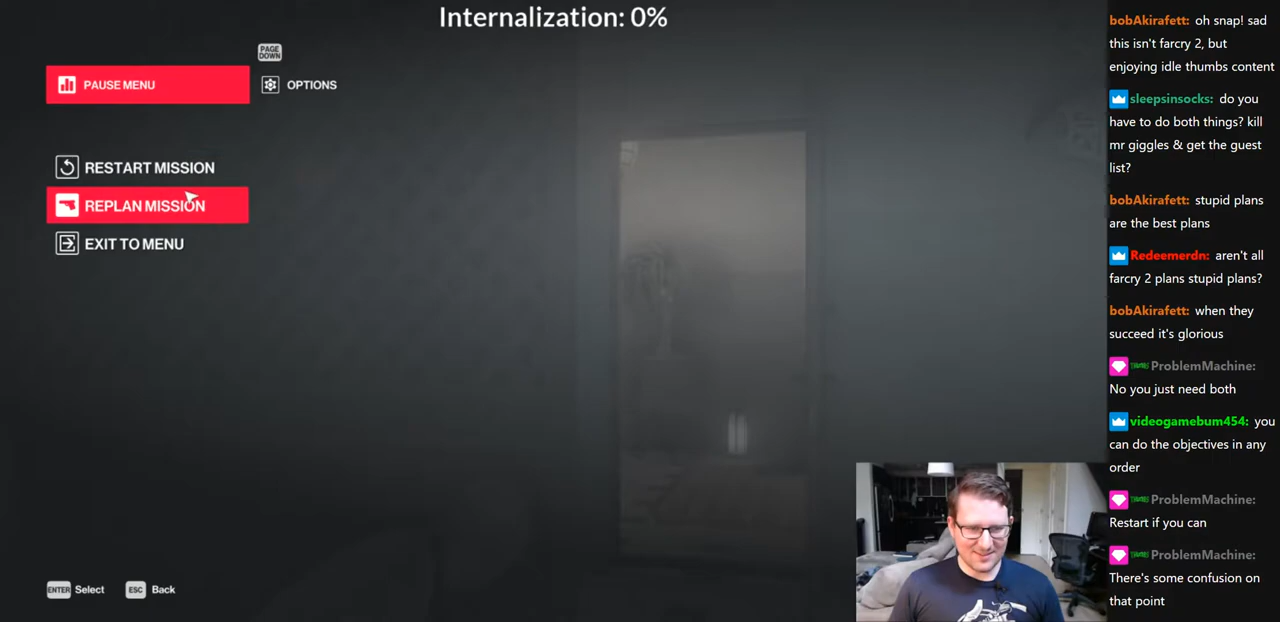 Internalization: 0%
PAGE
DOWN
PAUSE MENU
OPTIONS
RESTART MISSION
REPLAN MISSION
EXIT TO MENU
ENTER Select
ESC Back
bobAkirafett: oh snap! sad
this isn't farcry 2, but
enjoying idle thumbs content
sleepsinsocks: do you
have to do both things? kill
mr giggles & get the guest
list?
bobAkirafett: stupid plans
are the best plans
Redeemerdn: aren't all
farcry 2 plans stupid plans?
bobAkirafett: when they
succeed it's glorious
ProblemMachine:
No you just need both
videogamebum454: you
can do the objectives in any
order
ProblemMachine:
Restart if you can
ProblemMachine:
There's some confusion on
that point